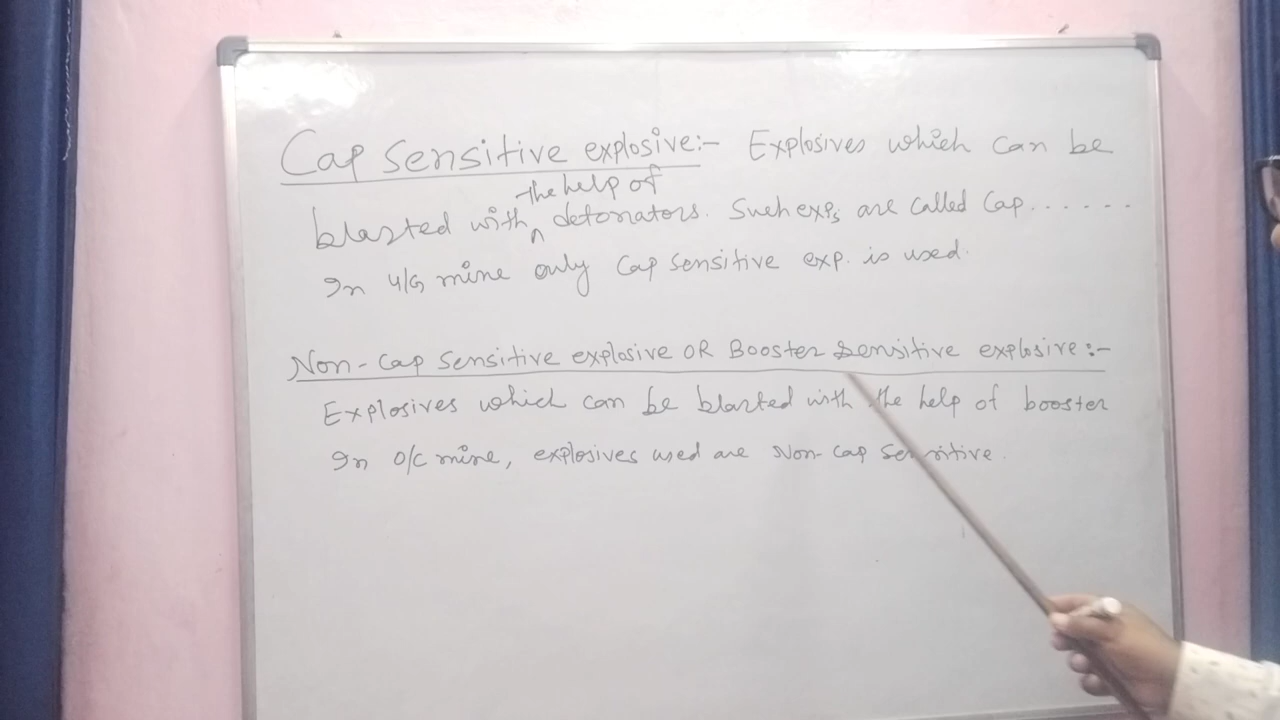 Cap sensitive explosive:- Explosives which can be
the help of
blasted with ^ detonators. Such exps are called Cap.......
In U/G mine only Cap sensitive exp. is used.
Non-cap sensitive explosive OR Booster sensitive explosive:-
Explosives which can be blasted with the help of booster
In O/C mine, explosives used are Non-cap sensitive.